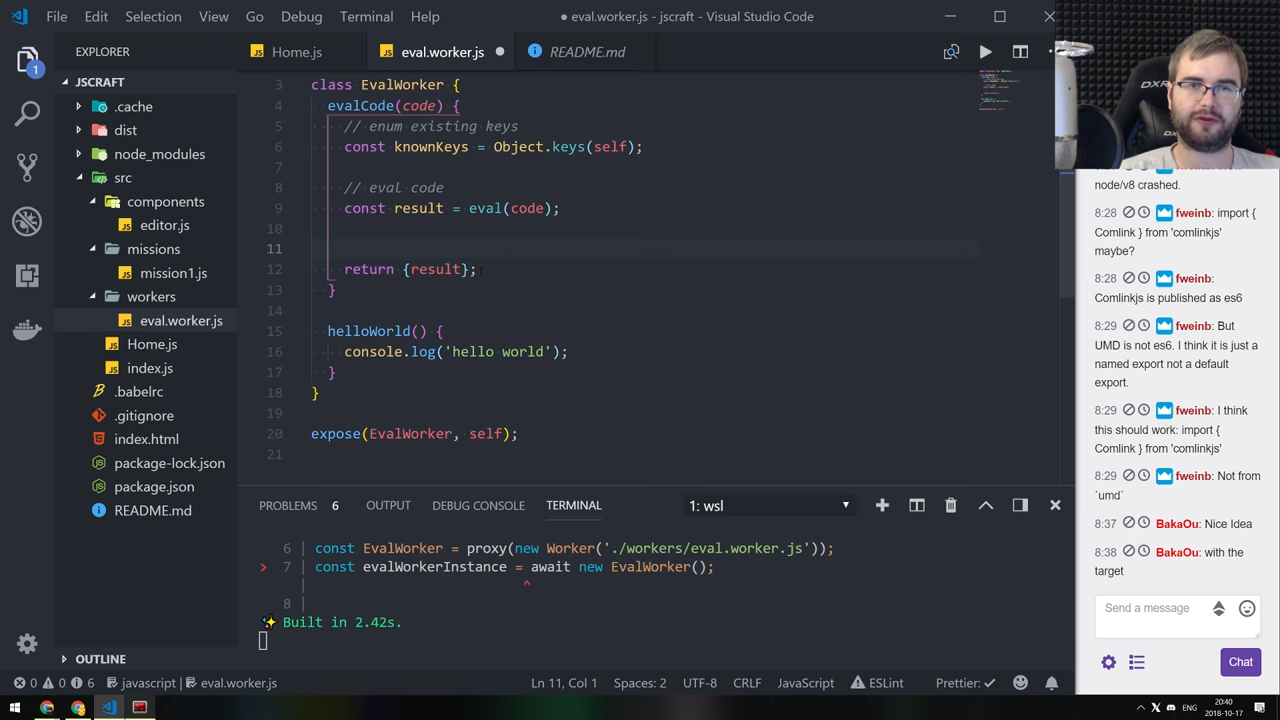 File Edit Selection View Go Debug Terminal Help
● eval.worker.js - jscraft - Visual Studio Code
EXPLORER
JS Home.js
JS eval.worker.js
README.md
1
JSCRAFT
.cache
dist
node_modules
src
components
JS editor.js
missions
JS mission1.js
workers
JS eval.worker.js
JS Home.js
JS index.js
.babelrc
.gitignore
index.html
package-lock.json
package.json
README.md
OUTLINE
3 class EvalWorker {
4 evalCode(code) {
5 // enum existing keys
6 const knownKeys = Object.keys(self);
7
8 // eval code
9 const result = eval(code);
10
11
12 return {result};
13 }
14
15 helloWorld() {
16 console.log('hello world');
17 }
18 }
19
20 expose(EvalWorker, self);
21
PROBLEMS 6 OUTPUT DEBUG CONSOLE TERMINAL 1: wsl
6 | const EvalWorker = proxy(new Worker('./workers/eval.worker.js'));
> 7 | const evalWorkerInstance = await new EvalWorker();
| ^
8 |
✨ Built in 2.42s.
0 0 6 javascript | eval.worker.js
Ln 11, Col 1 Spaces: 2 UTF-8 CRLF JavaScript ESLint Prettier: ✓
DXR
node/v8 crashed.
8:28 fweinb: import {
Comlink } from 'comlinkjs'
maybe?
8:28 fweinb:
Comlinkjs is published as es6
8:29 fweinb: But
UMD is not es6. I think it is just a
named export not a default
export.
8:29 fweinb: I think
this should work: import {
Comlink } from 'comlinkjs'
8:29 fweinb: Not from
`umd`
8:37 BakaOu: Nice Idea
8:38 BakaOu: with the
target
Send a message
Chat
ENG
20:40
2018-10-17